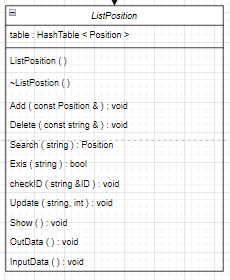 ListPosition
table : HashTable < Position >
ListPosition ( )
~ListPostion ( )
Add ( const Position & ) : void
Delete ( const string & ) : void
Search ( string ) : Position
Exis ( string ) : bool
checkID ( string &ID ) : void
Update ( string, int ) : void
Show ( ) : void
OutData ( ) : void
InputData ( ) : void